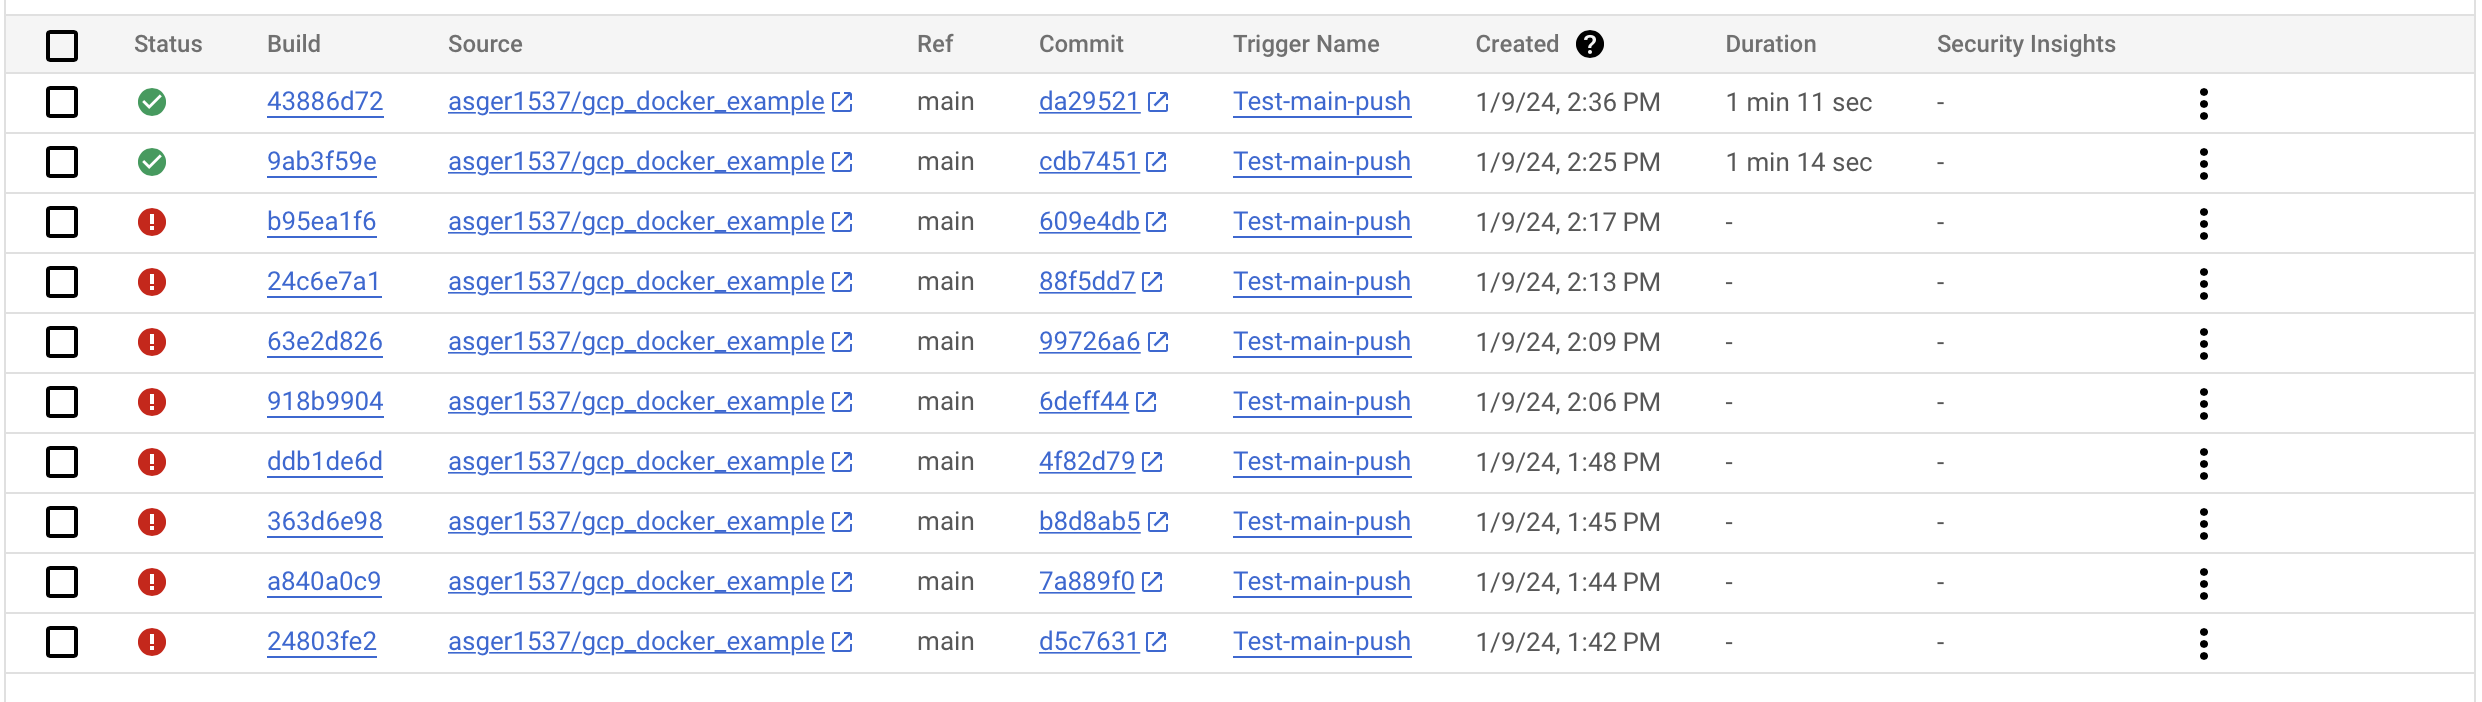 Status Build Source Ref Commit Trigger Name Created ? Duration Security Insights
43886d72 asger1537/gcp_docker_example main da29521 Test-main-push 1/9/24, 2:36 PM 1 min 11 sec -
9ab3f59e asger1537/gcp_docker_example main cdb7451 Test-main-push 1/9/24, 2:25 PM 1 min 14 sec -
b95ea1f6 asger1537/gcp_docker_example main 609e4db Test-main-push 1/9/24, 2:17 PM - -
24c6e7a1 asger1537/gcp_docker_example main 88f5dd7 Test-main-push 1/9/24, 2:13 PM - -
63e2d826 asger1537/gcp_docker_example main 99726a6 Test-main-push 1/9/24, 2:09 PM - -
918b9904 asger1537/gcp_docker_example main 6deff44 Test-main-push 1/9/24, 2:06 PM - -
ddb1de6d asger1537/gcp_docker_example main 4f82d79 Test-main-push 1/9/24, 1:48 PM - -
363d6e98 asger1537/gcp_docker_example main b8d8ab5 Test-main-push 1/9/24, 1:45 PM - -
a840a0c9 asger1537/gcp_docker_example main 7a889f0 Test-main-push 1/9/24, 1:44 PM - -
24803fe2 asger1537/gcp_docker_example main d5c7631 Test-main-push 1/9/24, 1:42 PM - -